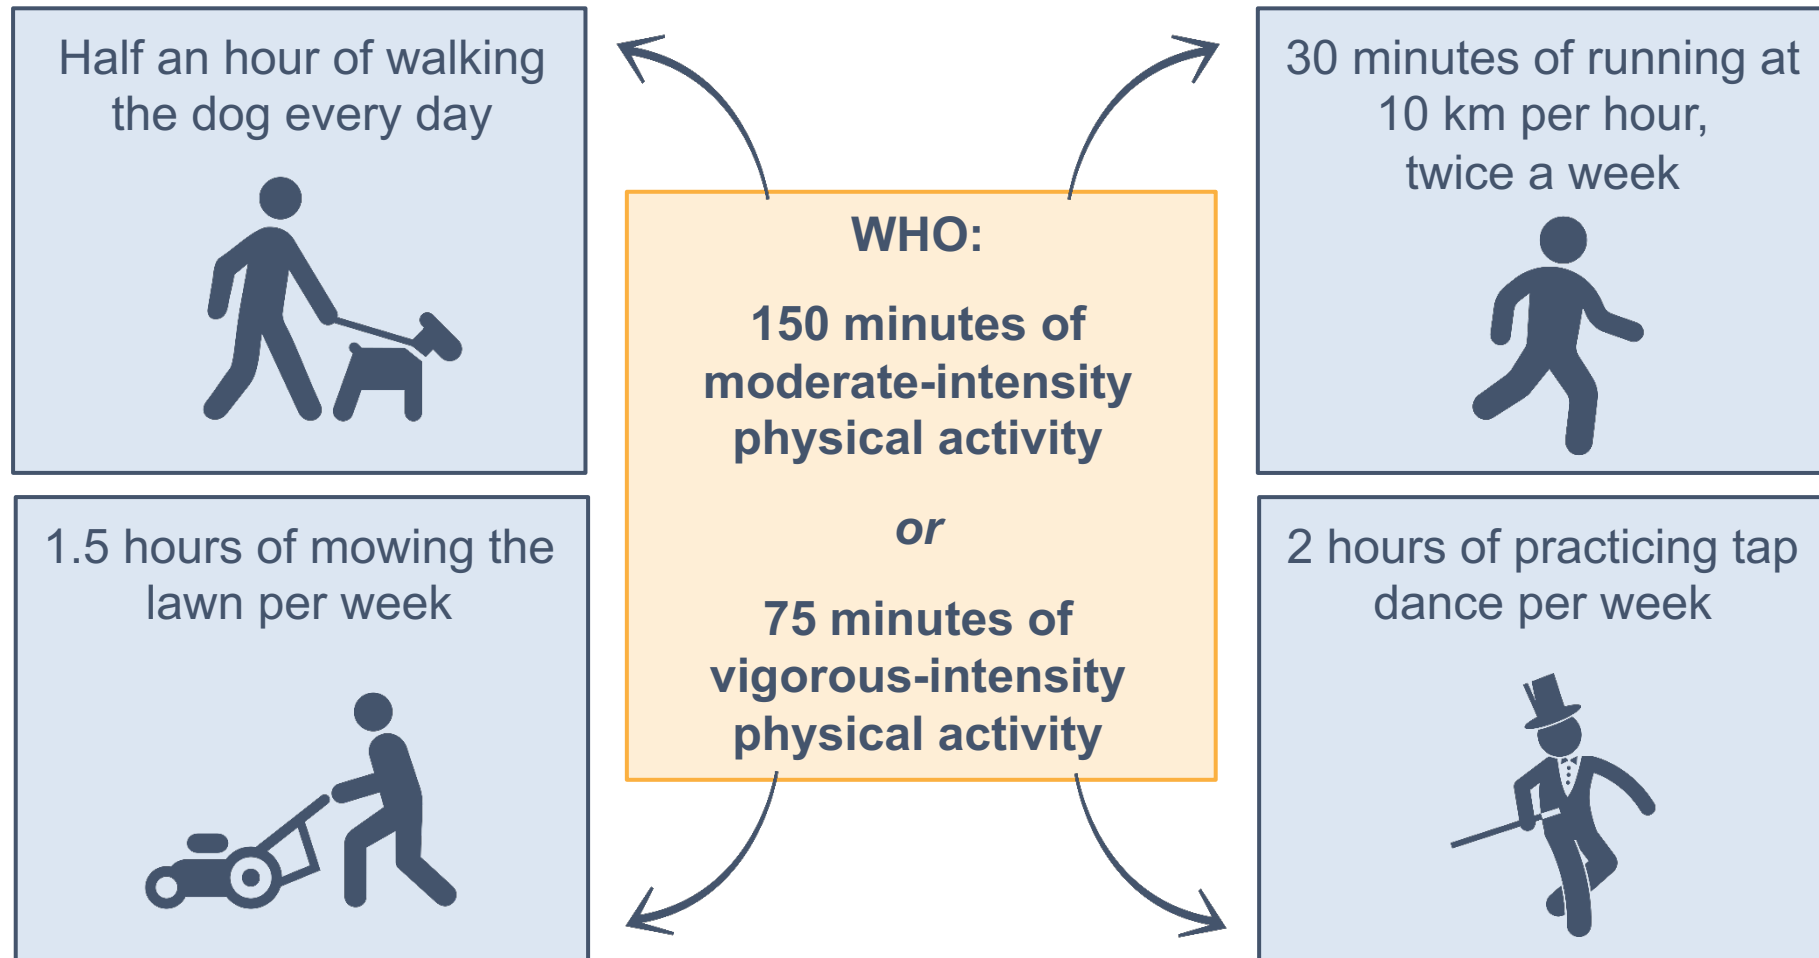 Half an hour of walking
the dog every day
30 minutes of running at
10 km per hour,
twice a week
WHO:
150 minutes of
moderate-intensity
physical activity
or
75 minutes of
vigorous-intensity
physical activity
1.5 hours of mowing the
lawn per week
2 hours of practicing tap
dance per week